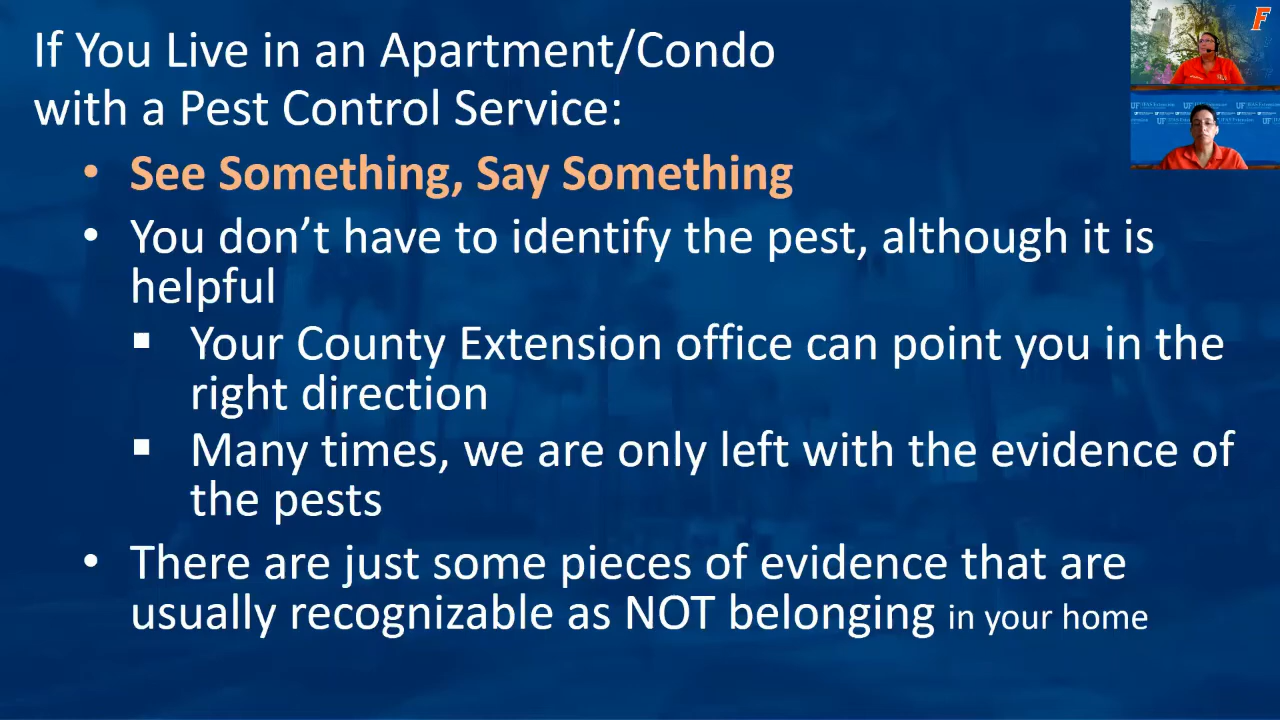 If You Live in an Apartment/Condo
with a Pest Control Service:
• See Something, Say Something
• You don’t have to identify the pest, although it is
helpful
▪ Your County Extension office can point you in the
right direction
▪ Many times, we are only left with the evidence of
the pests
• There are just some pieces of evidence that are
usually recognizable as NOT belonging in your home
F